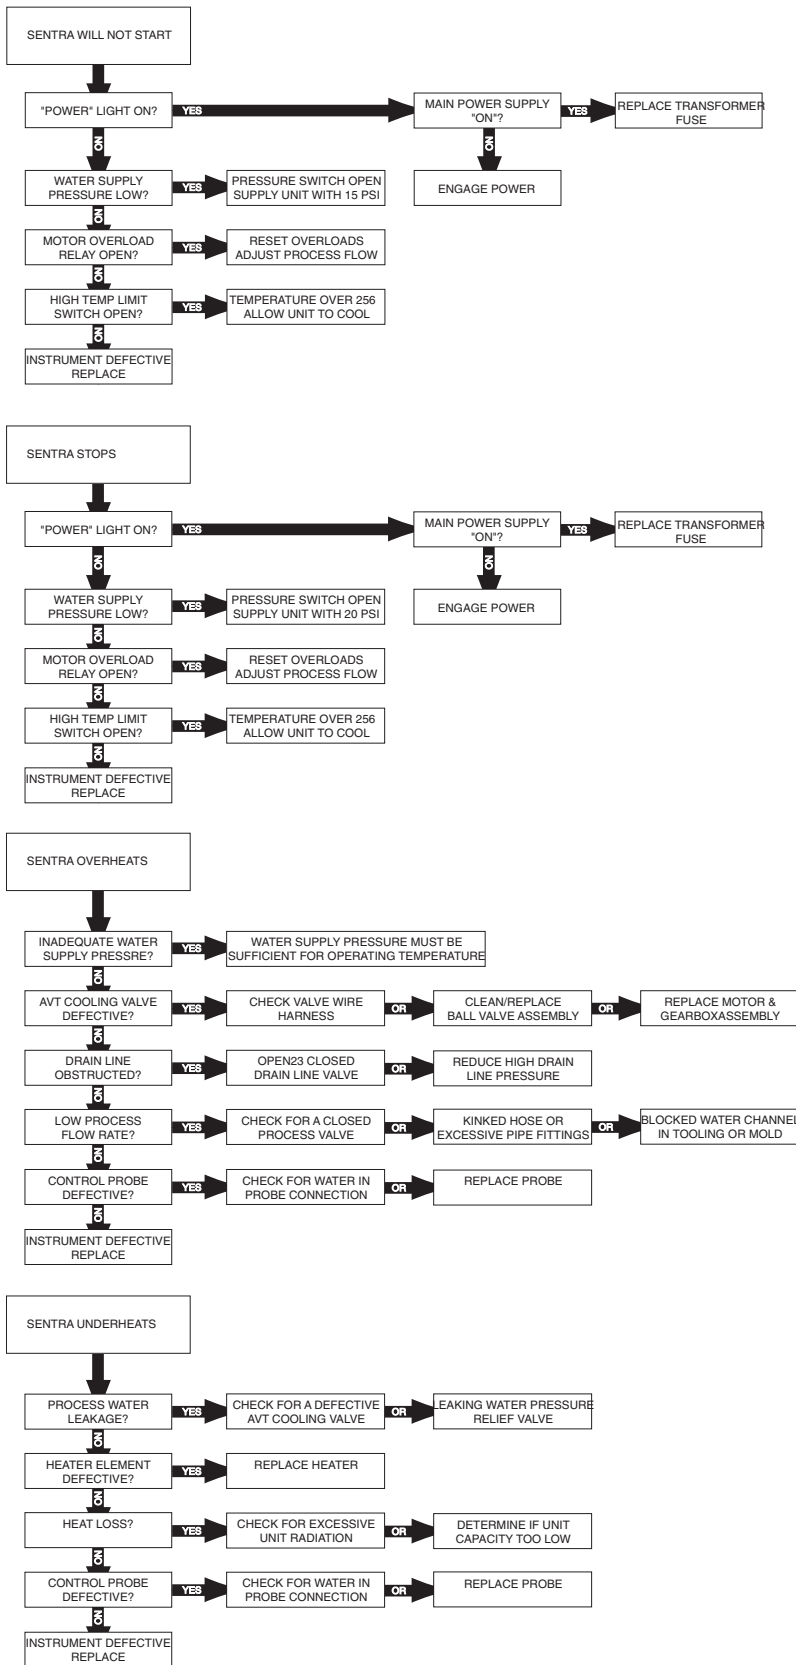 SENTRA WILL NOT START
"POWER" LIGHT ON?
YES
MAIN POWER SUPPLY
"ON"?
YES
REPLACE TRANSFORMER
FUSE
NO
NO
WATER SUPPLY
PRESSURE LOW?
YES
PRESSURE SWITCH OPEN
SUPPLY UNIT WITH 15 PSI
ENGAGE POWER
NO
MOTOR OVERLOAD
RELAY OPEN?
YES
RESET OVERLOADS
ADJUST PROCESS FLOW
NO
HIGH TEMP LIMIT
SWITCH OPEN?
YES
TEMPERATURE OVER 256
ALLOW UNIT TO COOL
NO
INSTRUMENT DEFECTIVE
REPLACE
SENTRA STOPS
"POWER" LIGHT ON?
YES
MAIN POWER SUPPLY
"ON"?
YES
REPLACE TRANSFORMER
FUSE
NO
NO
WATER SUPPLY
PRESSURE LOW?
YES
PRESSURE SWITCH OPEN
SUPPLY UNIT WITH 20 PSI
ENGAGE POWER
NO
MOTOR OVERLOAD
RELAY OPEN?
YES
RESET OVERLOADS
ADJUST PROCESS FLOW
NO
HIGH TEMP LIMIT
SWITCH OPEN?
YES
TEMPERATURE OVER 256
ALLOW UNIT TO COOL
NO
INSTRUMENT DEFECTIVE
REPLACE
SENTRA OVERHEATS
INADEQUATE WATER
SUPPLY PRESSRE?
YES
WATER SUPPLY PRESSURE MUST BE
SUFFICIENT FOR OPERATING TEMPERATURE
NO
AVT COOLING VALVE
DEFECTIVE?
YES
CHECK VALVE WIRE
HARNESS
OR
CLEAN/REPLACE
BALL VALVE ASSEMBLY
OR
REPLACE MOTOR &
GEARBOXASSEMBLY
NO
DRAIN LINE
OBSTRUCTED?
YES
OPEN23 CLOSED
DRAIN LINE VALVE
OR
REDUCE HIGH DRAIN
LINE PRESSURE
NO
LOW PROCESS
FLOW RATE?
YES
CHECK FOR A CLOSED
PROCESS VALVE
OR
KINKED HOSE OR
EXCESSIVE PIPE FITTINGS
OR
BLOCKED WATER CHANNEL
IN TOOLING OR MOLD
NO
CONTROL PROBE
DEFECTIVE?
YES
CHECK FOR WATER IN
PROBE CONNECTION
OR
REPLACE PROBE
NO
INSTRUMENT DEFECTIVE
REPLACE
SENTRA UNDERHEATS
PROCESS WATER
LEAKAGE?
YES
CHECK FOR A DEFECTIVE
AVT COOLING VALVE
OR
LEAKING WATER PRESSURE
RELIEF VALVE
NO
HEATER ELEMENT
DEFECTIVE?
YES
REPLACE HEATER
NO
HEAT LOSS?
YES
CHECK FOR EXCESSIVE
UNIT RADIATION
OR
DETERMINE IF UNIT
CAPACITY TOO LOW
NO
CONTROL PROBE
DEFECTIVE?
YES
CHECK FOR WATER IN
PROBE CONNECTION
OR
REPLACE PROBE
NO
INSTRUMENT DEFECTIVE
REPLACE